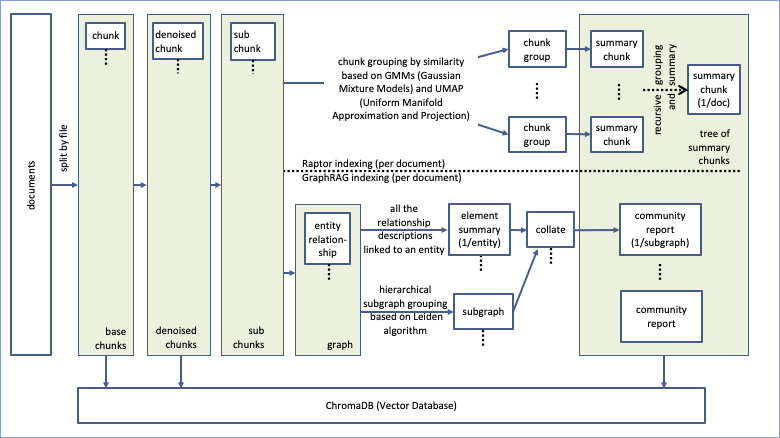 documents
split by file
chunk
base
chunks
denoised
chunk
denoised
chunks
sub
chunk
sub
chunks
chunk grouping by similarity
based on GMMs (Gaussian
Mixture Models) and UMAP
(Uniform Manifold
Approximation and Projection)
chunk
group
chunk
group
summary
chunk
summary
chunk
recursive grouping
and summary
summary
chunk
(1/doc)
tree of
summary
chunks
Raptor indexing (per document)
GraphRAG indexing (per document)
entity
relation-
ship
graph
all the
relationship
descriptions
linked to an entity
element
summary
(1/entity)
collate
hierarchical
subgraph grouping
based on Leiden
algorithm
subgraph
community
report
(1/subgraph)
community
report
ChromaDB (Vector Database)